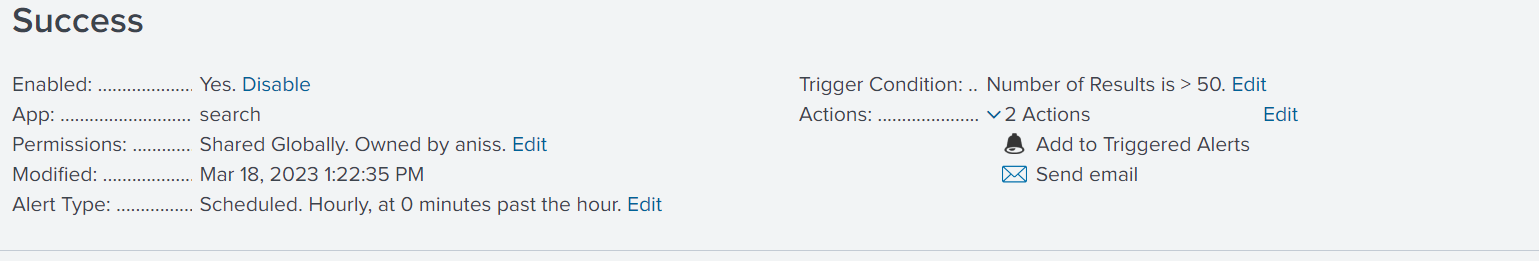 Success
Enabled: .................... Yes. Disable
App: ........................... search
Permissions: ............ Shared Globally. Owned by aniss. Edit
Modified: ................... Mar 18, 2023 1:22:35 PM
Alert Type: ................ Scheduled. Hourly, at 0 minutes past the hour. Edit
Trigger Condition: .. Number of Results is > 50. Edit
Actions: ..................... 2 Actions Edit
Add to Triggered Alerts
Send email